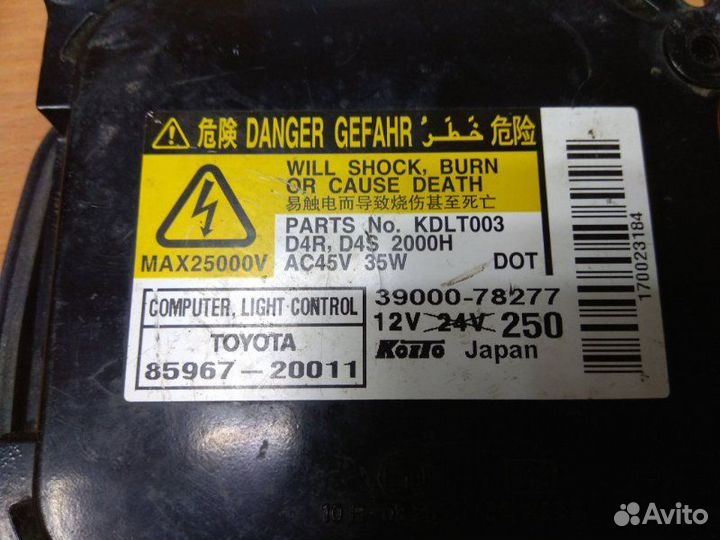 危険 DANGER GEFAHR خَطَر 危险
WILL SHOCK, BURN
OR CAUSE DEATH
易触电而导致烧伤甚至死亡
MAX25000V
PARTS No. KDLT003
D4R, D4S 2000H
AC45V 35W DOT
170023184
COMPUTER, LIGHT CONTROL
TOYOTA
85967-20011
39000-78277
12V 24V 250
KOITO Japan
Avito